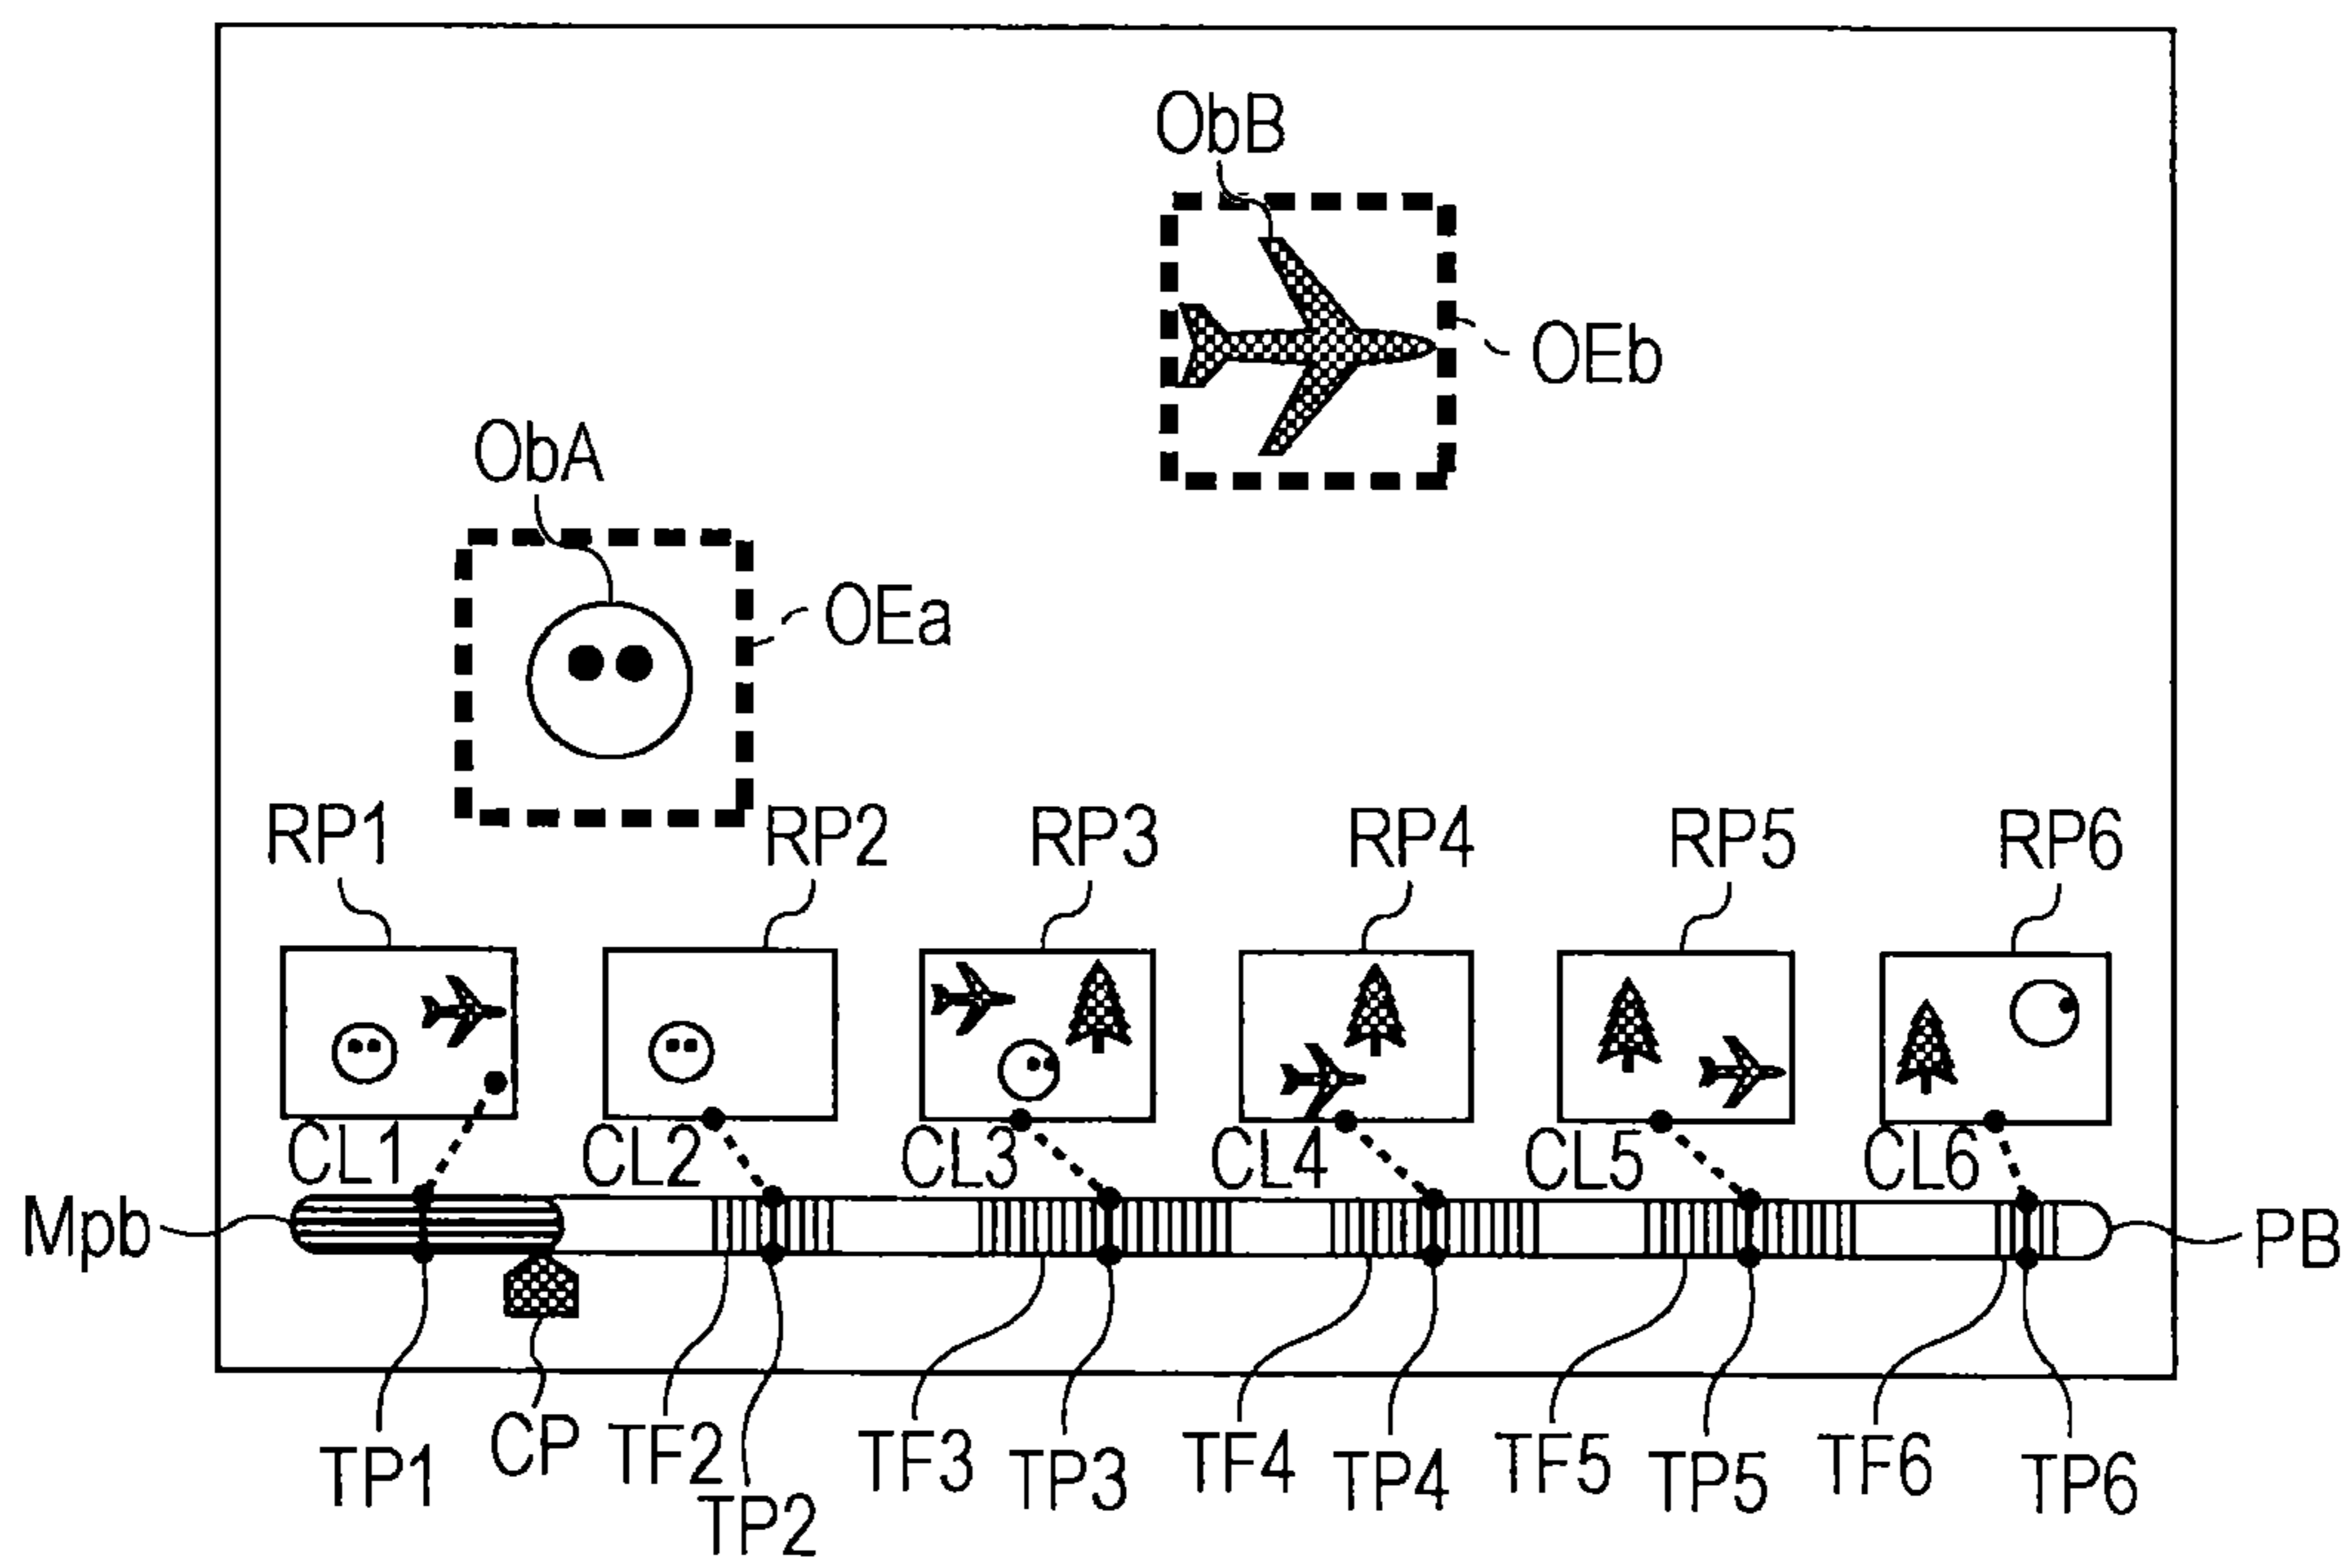 ObB
OEb
ObA
OEa
RP1 RP2 RP3 RP4 RP5 RP6
CL1 CL2 CL3 CL4 CL5 CL6
Mpb PB
TP1 CP TF2 TP2 TF3 TP3 TF4 TP4 TF5 TP5 TF6 TP6